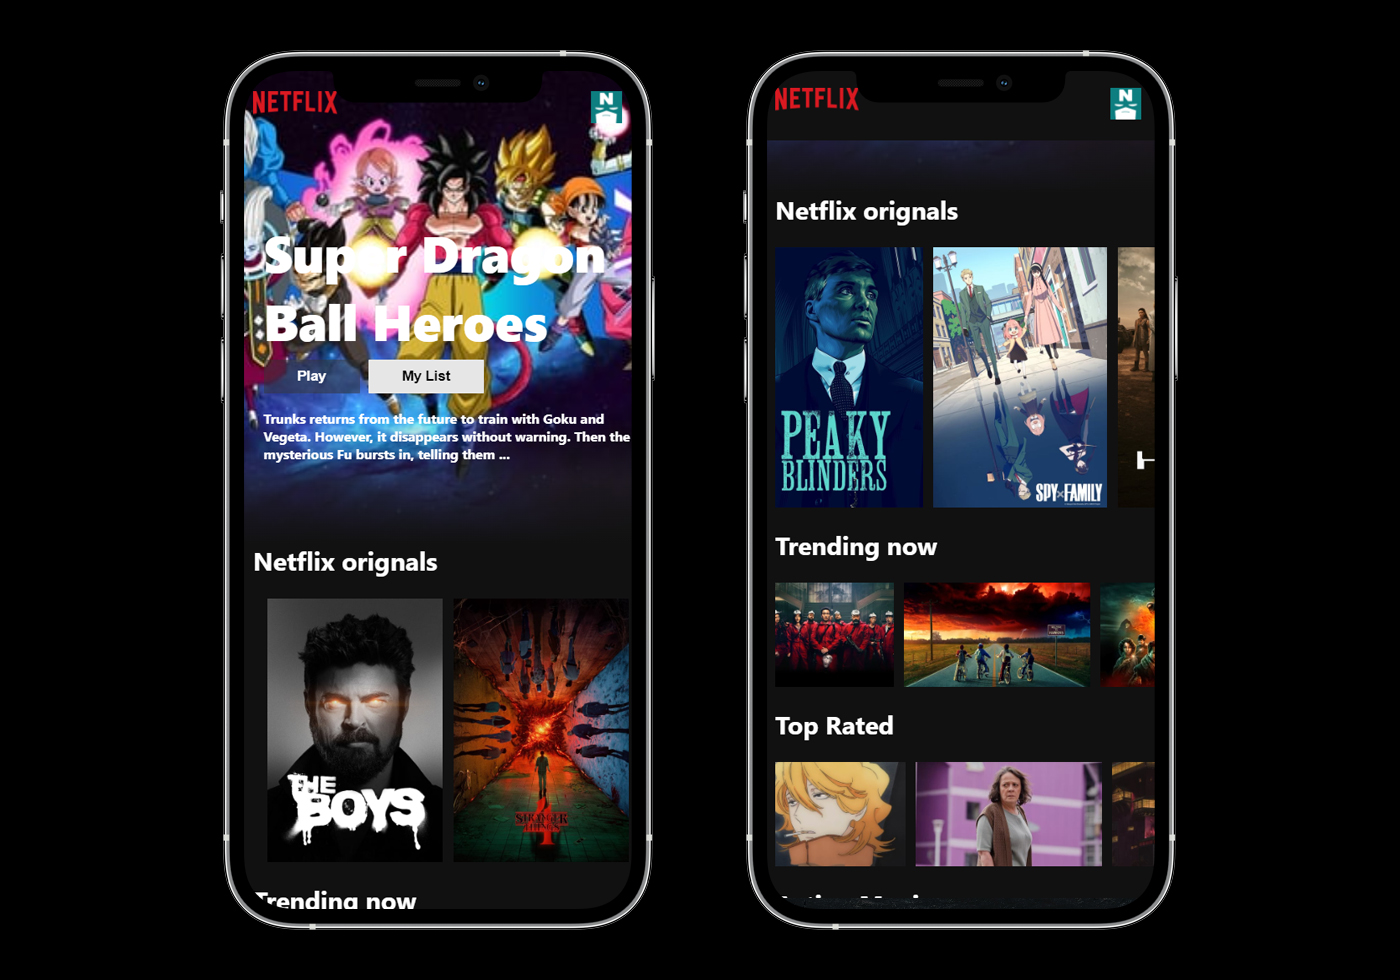 NETFLIX
N
Super Dragon
Ball Heroes
Play
My List
Trunks returns from the future to train with Goku and
Vegeta. However, it disappears without warning. Then the
mysterious Fu bursts in, telling them ...
Netflix orignals
THE
BOYS
STRANGER
THINGS
4
Trending now
NETFLIX
N
Netflix orignals
PEAKY
BLINDERS
SPY×FAMILY
Trending now
Top Rated